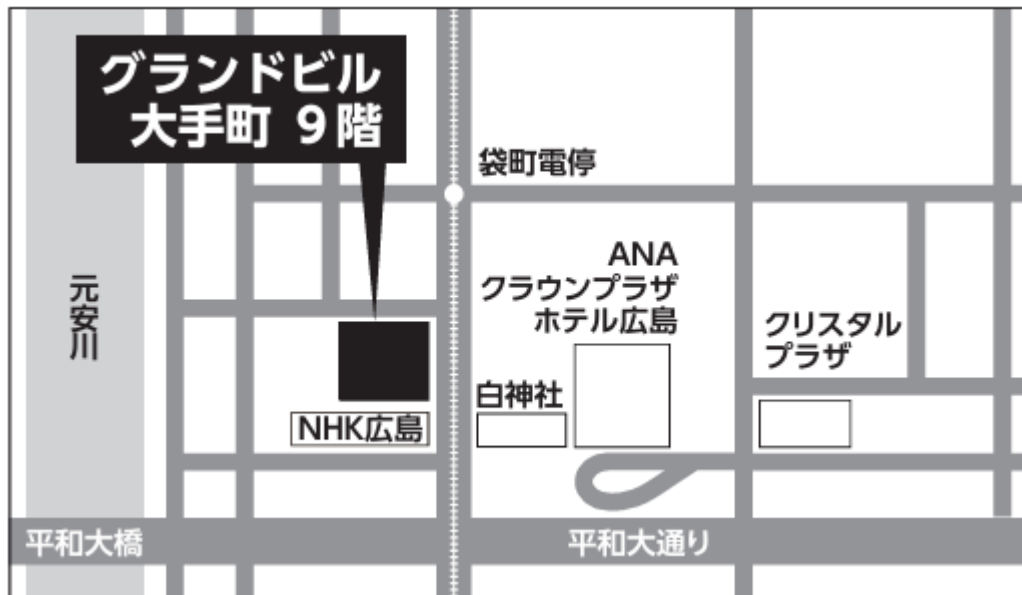 グランドビル
大手町 9階
袋町電停
元安川
ANA
クラウンプラザ
ホテル広島
クリスタル
プラザ
白神社
NHK広島
平和大橋
平和大通り